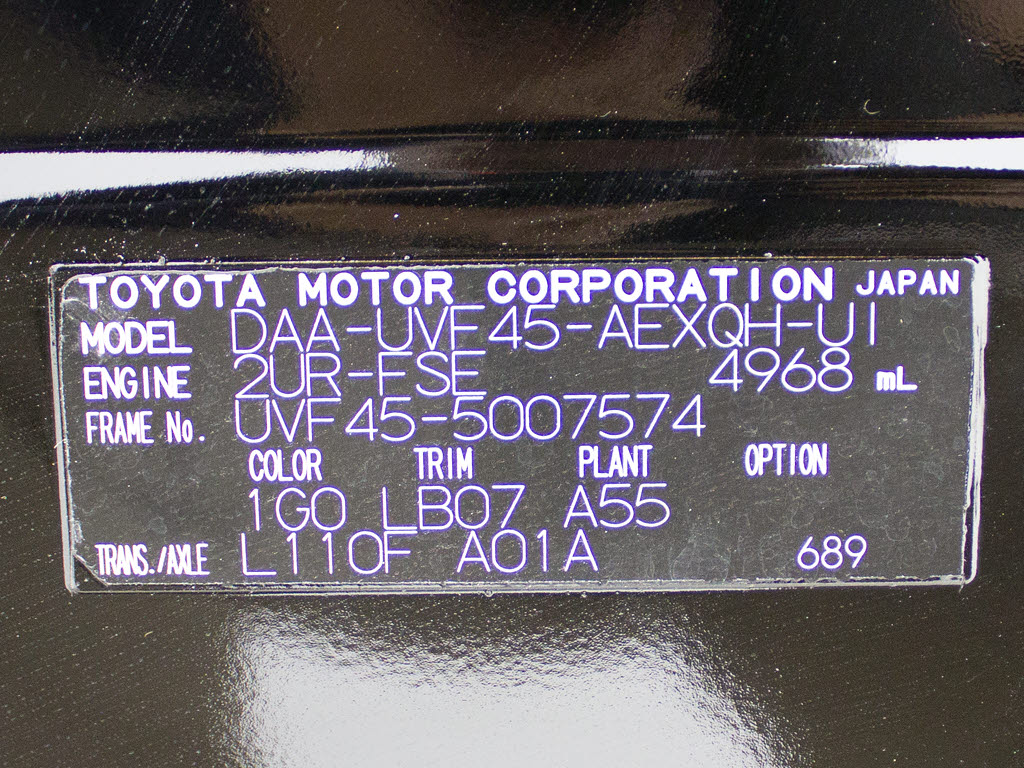 TOYOTA MOTOR CORPORATION JAPAN
MODEL DAA-UVF45-AEXQH-UI
ENGINE 2UR-FSE 4968 mL
FRAME No. UVF45-5007574
COLOR TRIM PLANT OPTION
1G0 LB07 A55
TRANS./AXLE L110F A01A 689